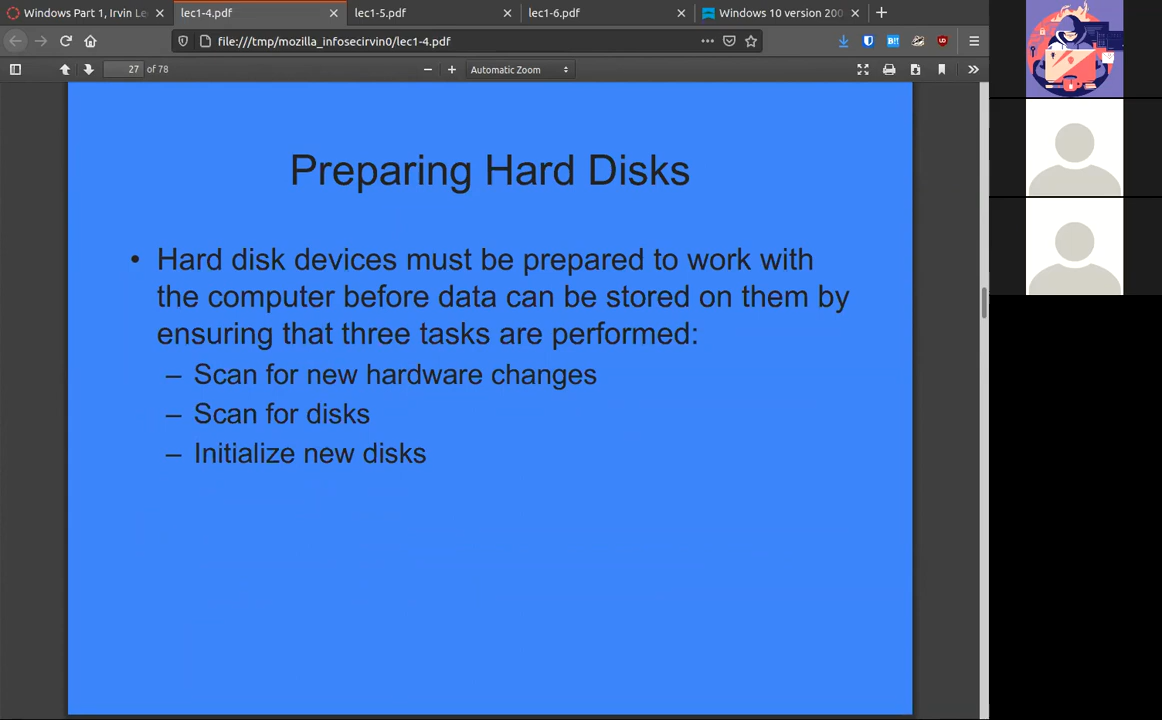 Windows Part 1, Irvin Le
lec1-4.pdf
lec1-5.pdf
lec1-6.pdf
Windows 10 version 200
file:///tmp/mozilla_infosecirvin0/lec1-4.pdf
27 of 78
Automatic Zoom
Preparing Hard Disks
• Hard disk devices must be prepared to work with
the computer before data can be stored on them by
ensuring that three tasks are performed:
– Scan for new hardware changes
– Scan for disks
– Initialize new disks